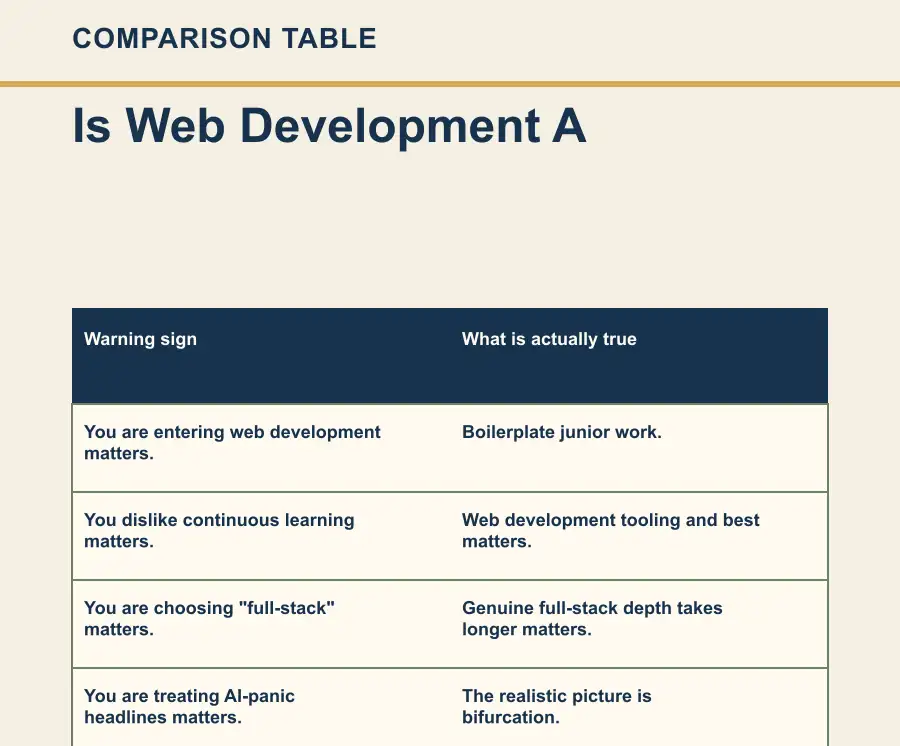 COMPARISON TABLE
Is Web Development A
Warning sign
What is actually true
You are entering web development
matters.
Boilerplate junior work.
You dislike continuous learning
matters.
Web development tooling and best
matters.
You are choosing "full-stack"
matters.
Genuine full-stack depth takes
longer matters.
You are treating AI-panic
headlines matters.
The realistic picture is
bifurcation.